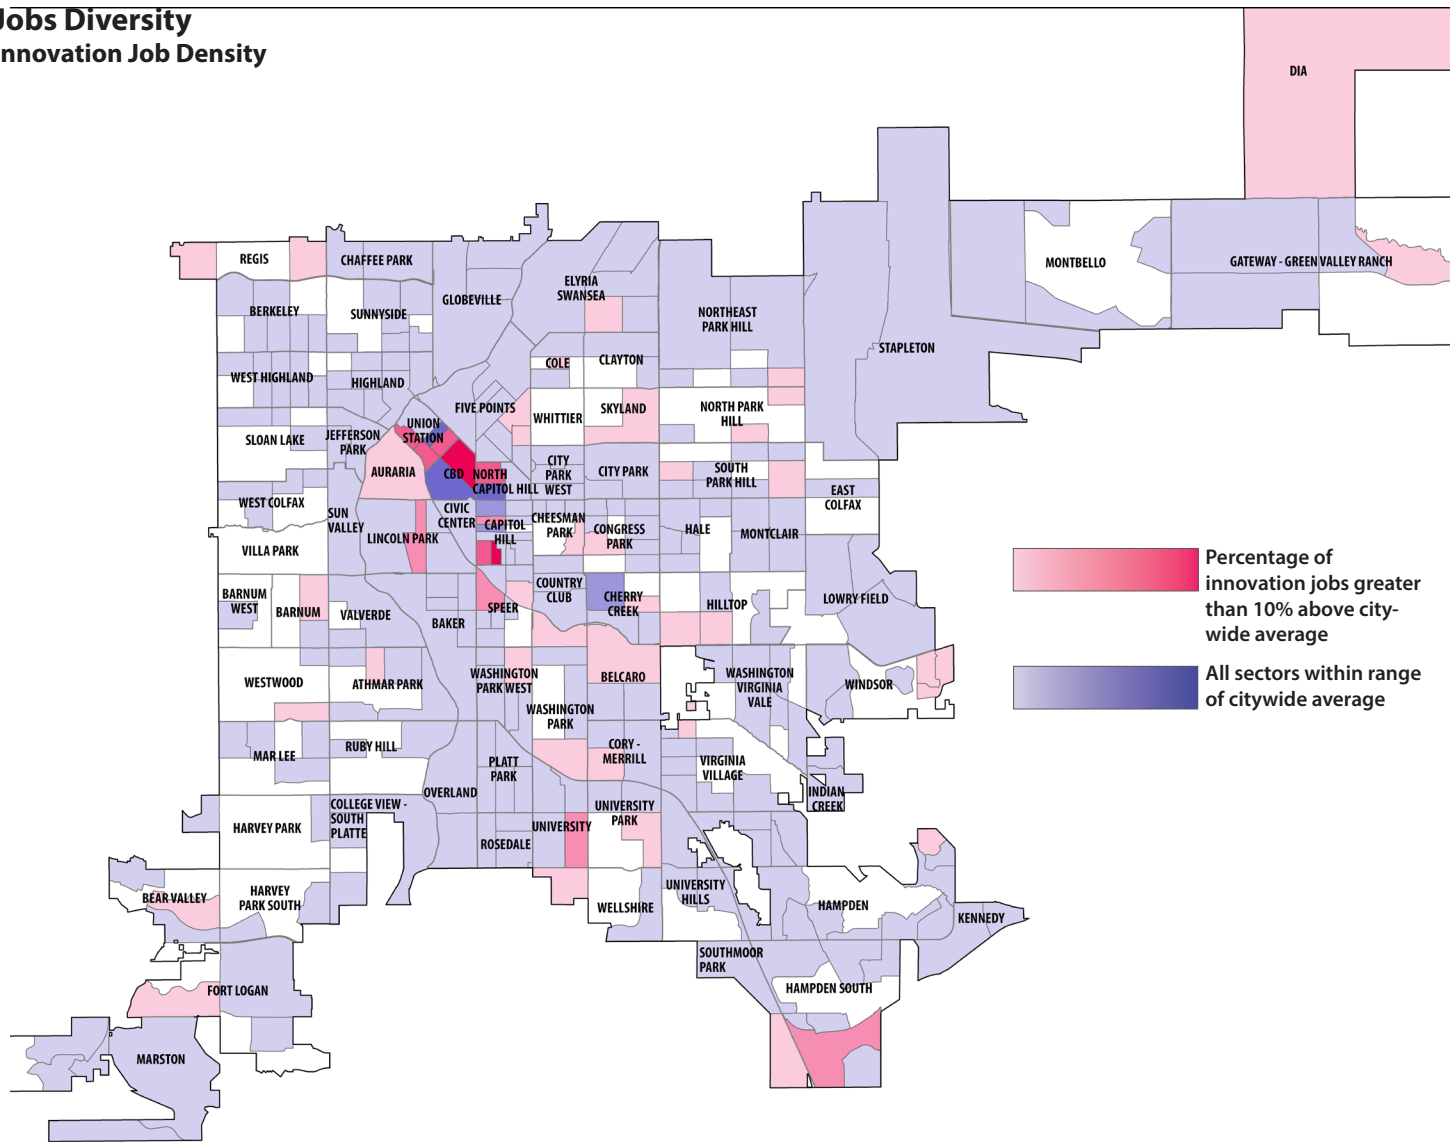 Jobs Diversity
Innovation Job Density
DIA
REGIS
CHAFFEE PARK
GLOBEVILLE
ELYRIA
SWANSEA
MONTBELLO
GATEWAY - GREEN VALLEY RANCH
BERKELEY
SUNNYSIDE
NORTHEAST
PARK HILL
STAPLETON
COLE
CLAYTON
WEST HIGHLAND
HIGHLAND
FIVE POINTS
WHITTIER
SKYLAND
NORTH PARK
HILL
UNION
STATION
SLOAN LAKE
JEFFERSON
PARK
AURARIA
CBD
NORTH
CAPITOL HILL
CITY
PARK
WEST
CITY PARK
SOUTH
PARK HILL
EAST
COLFAX
WEST COLFAX
SUN
VALLEY
CIVIC
CENTER
CAPITOL
HILL
CHEESMAN
PARK
CONGRESS
PARK
HALE
MONTCLAIR
LINCOLN PARK
VILLA PARK
BARNUM
WEST
BARNUM
VALVERDE
BAKER
SPEER
COUNTRY
CLUB
CHERRY
CREEK
HILLTOP
LOWRY FIELD
Percentage of
innovation jobs greater
than 10% above city-
wide average
All sectors within range
of citywide average
WESTWOOD
ATHMAR PARK
WASHINGTON
PARK WEST
WASHINGTON
PARK
BELCARO
WASHINGTON
VIRGINIA
VALE
WINDSOR
MAR LEE
RUBY HILL
PLATT
PARK
CORY -
MERRILL
VIRGINIA
VILLAGE
INDIAN
CREEK
OVERLAND
COLLEGE VIEW -
SOUTH
PLATTE
HARVEY PARK
ROSEDALE
UNIVERSITY
UNIVERSITY
PARK
BEAR VALLEY
HARVEY
PARK SOUTH
WELLSHIRE
UNIVERSITY
HILLS
HAMPDEN
KENNEDY
SOUTHMOOR
PARK
HAMPDEN SOUTH
FORT LOGAN
MARSTON